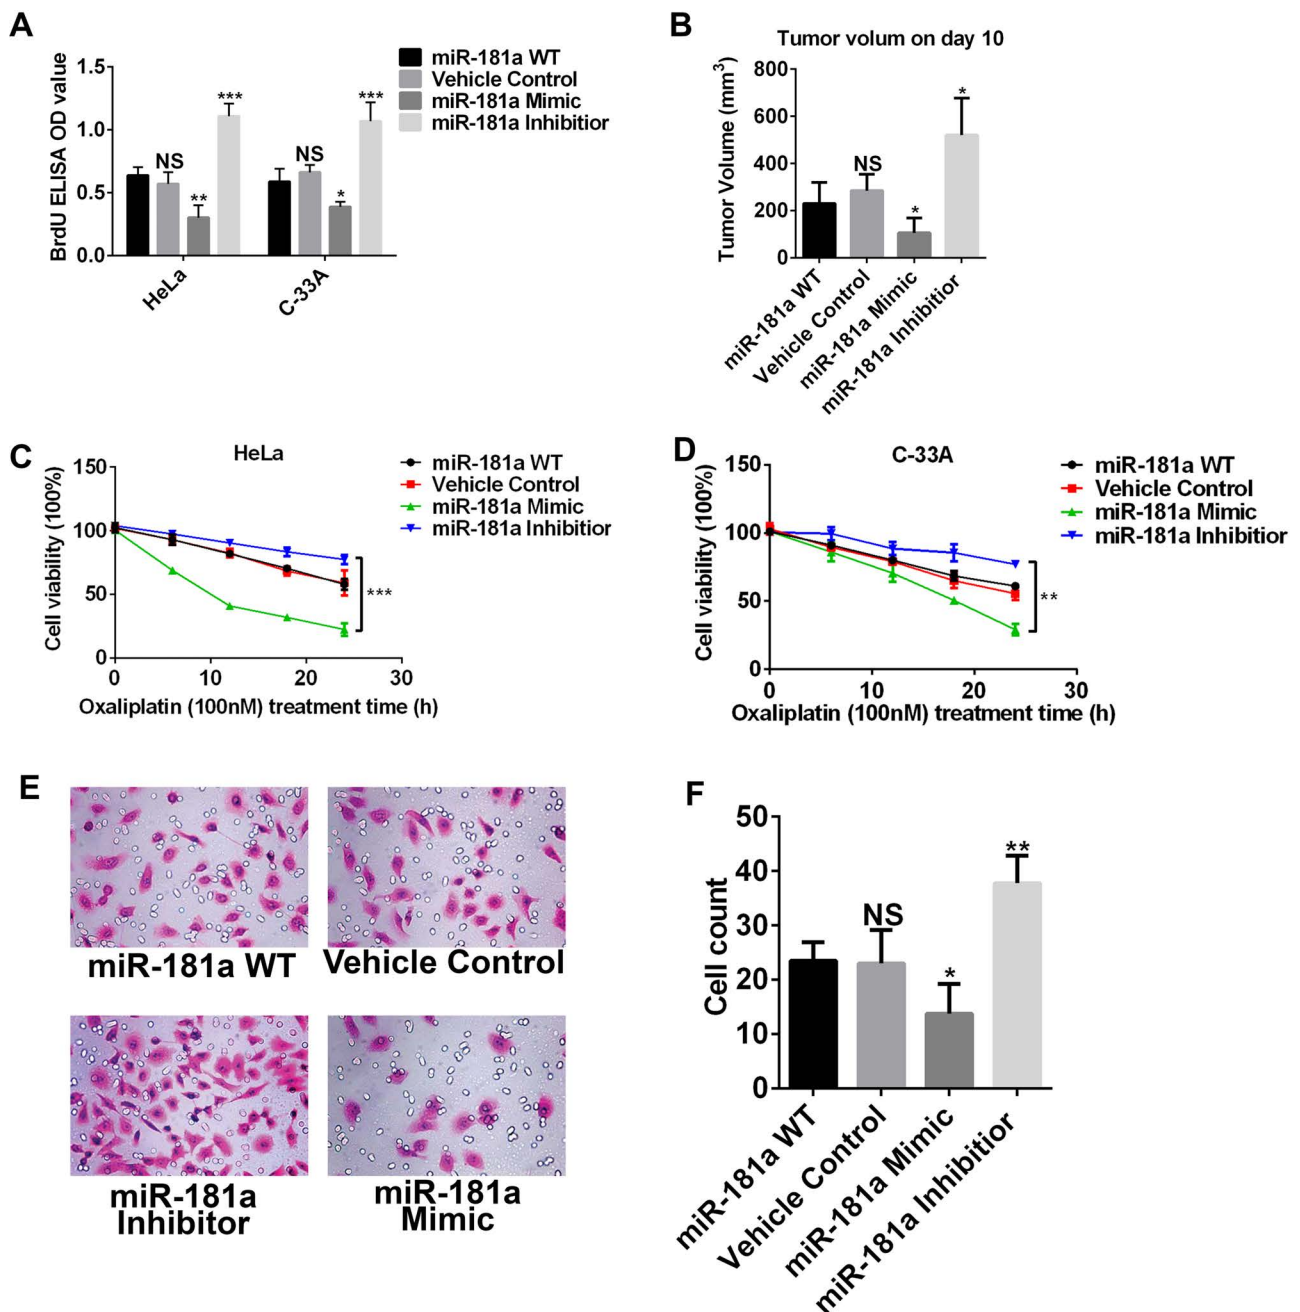 A
miR-181a WT
Vehicle Control
miR-181a Mimic
miR-181a Inhibitior
BrdU ELISA OD value
1.5
1.0
0.5
0.0
NS
**
***
NS
*
***
HeLa
C-33A
B
Tumor volum on day 10
Tumor Volume (mm3)
800
600
400
200
0
NS
*
*
miR-181a WT
Vehicle Control
miR-181a Mimic
miR-181a Inhibitior
C
HeLa
Cell viability (100%)
150
100
50
0
0
10
20
30
Oxaliplatin (100nM) treatment time (h)
miR-181a WT
Vehicle Control
miR-181a Mimic
miR-181a Inhibitior
***
D
C-33A
Cell viability (100%)
150
100
50
0
0
10
20
30
Oxaliplatin (100nM) treatment time (h)
miR-181a WT
Vehicle Control
miR-181a Mimic
miR-181a Inhibitior
**
E
miR-181a WT
Vehicle Control
miR-181a
Inhibitor
miR-181a
Mimic
F
Cell count
50
40
30
20
10
0
NS
*
**
miR-181a WT
Vehicle Control
miR-181a Mimic
miR-181a Inhibitior